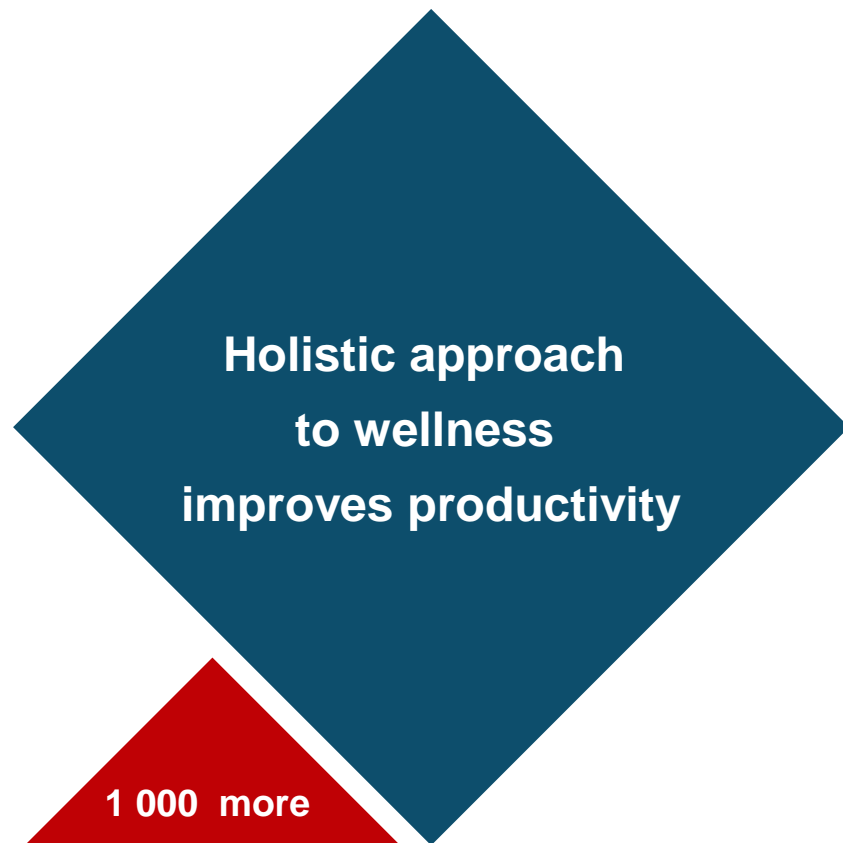 Holistic approach
to wellness
improves productivity
1 000 more